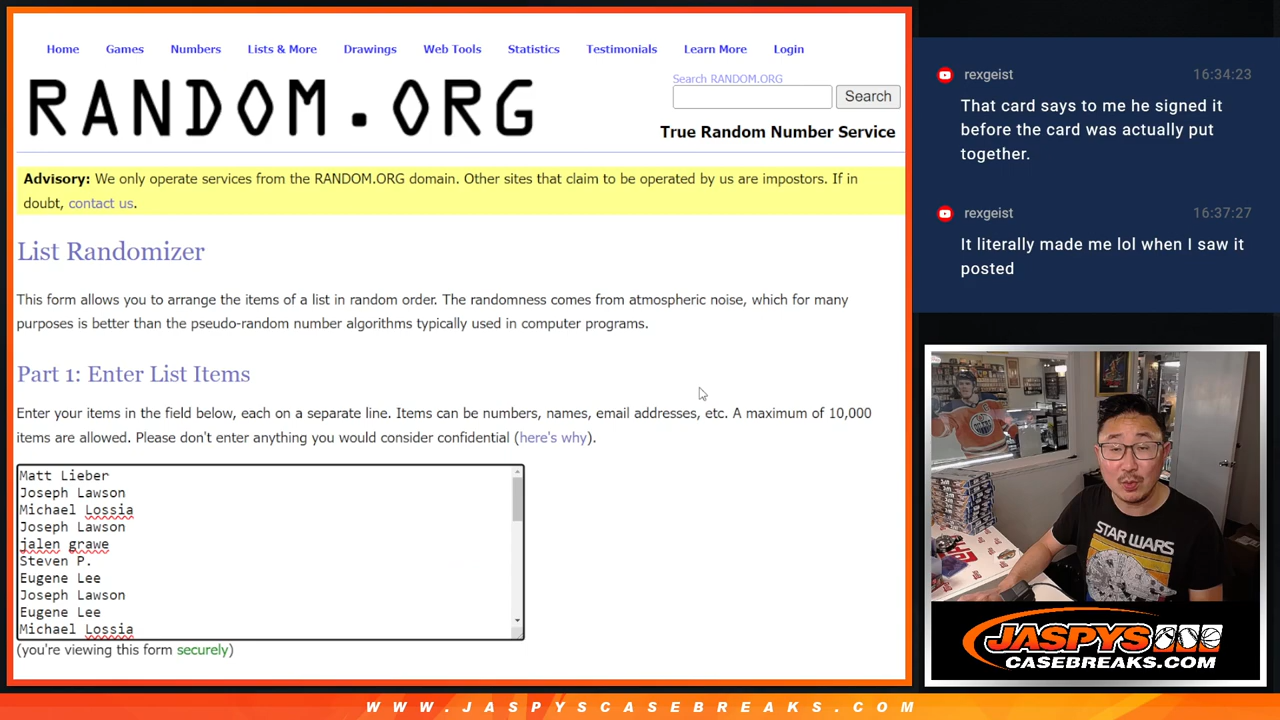 Home Games Numbers Lists & More Drawings Web Tools Statistics Testimonials Learn More Login
RANDOM.ORG
Search RANDOM.ORG
Search
True Random Number Service
Advisory: We only operate services from the RANDOM.ORG domain. Other sites that claim to be operated by us are impostors. If in
doubt, contact us.
List Randomizer
This form allows you to arrange the items of a list in random order. The randomness comes from atmospheric noise, which for many
purposes is better than the pseudo-random number algorithms typically used in computer programs.
Part 1: Enter List Items
Enter your items in the field below, each on a separate line. Items can be numbers, names, email addresses, etc. A maximum of 10,000
items are allowed. Please don't enter anything you would consider confidential (here's why).
Matt Lieber
Joseph Lawson
Michael Lossia
Joseph Lawson
jalen grawe
Steven P.
Eugene Lee
Joseph Lawson
Eugene Lee
Michael Lossia
(you're viewing this form securely)
rexgeist 16:34:23
That card says to me he signed it
before the card was actually put
together.
rexgeist 16:37:27
It literally made me lol when I saw it
posted
STAR WARS
JASPYS
CASEBREAKS.COM
WWW.JASPYSCASEBREAKS.COM